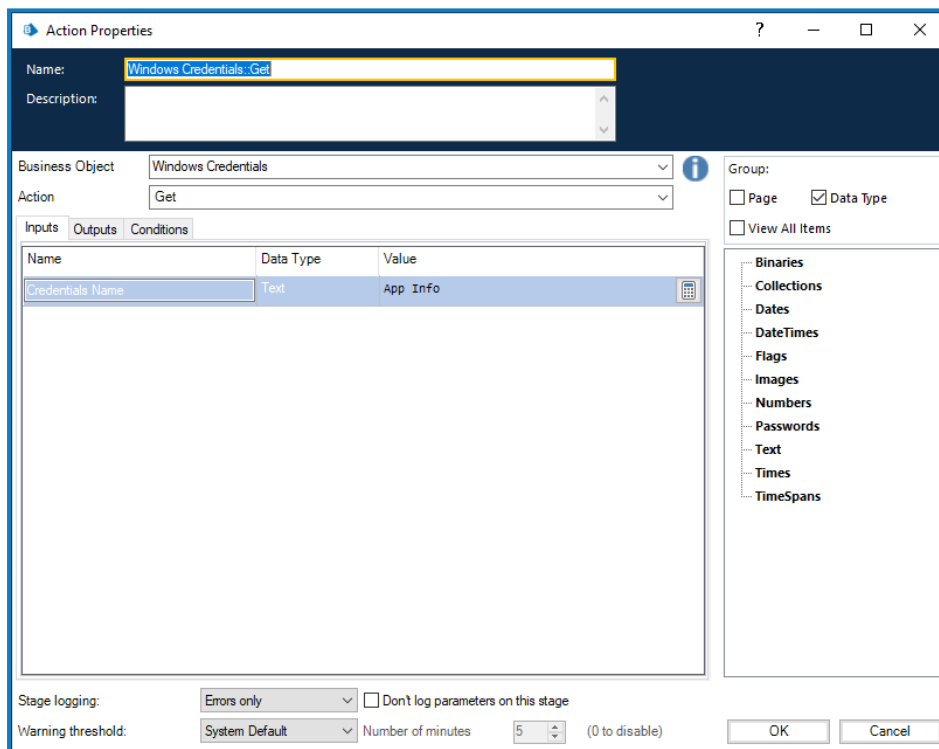 Action Properties
?
Name: Windows Credentials::Get
Description:
Business Object Windows Credentials
Action Get
Inputs Outputs Conditions
Name Data Type Value
Credentials Name Text App Info
Group:
Page Data Type
View All Items
Binaries
Collections
Dates
DateTimes
Flags
Images
Numbers
Passwords
Text
Times
TimeSpans
Stage logging: Errors only Don't log parameters on this stage
Warning threshold: System Default Number of minutes 5 (0 to disable)
OK Cancel